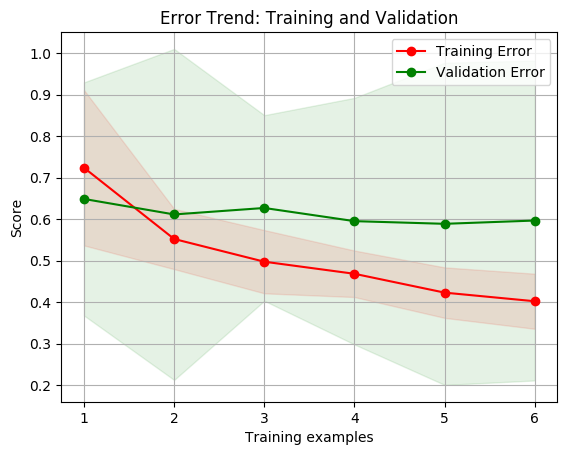 Error Trend: Training and Validation
Training Error
Validation Error
1.0
0.9
0.8
0.7
0.6
0.5
0.4
0.3
0.2
Score
1 2 3 4 5 6
Training examples